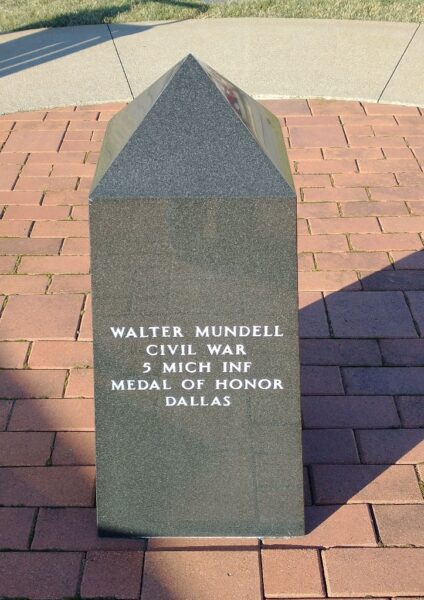 WALTER MUNDELL
CIVIL WAR
5 MICH INF
MEDAL OF HONOR
DALLAS